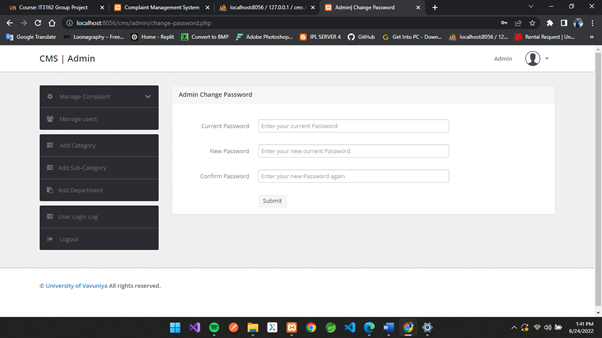 Course: IT3162 Group Project
Complaint Management System
localhost:8056 / 127.0.0.1 / cms /
Admin| Change Password
localhost:8056/cms/admin/change-password.php
Google Translate
Loonagraphy – Free...
Home - Replit
Convert to BMP
Adobe Photoshop...
IPL SERVER 4
GitHub
Get Into PC - Down...
localhost:8056 / 12...
Rental Request | Un...
CMS | Admin
Admin
Manage Complaint
Manage users
Add Category
Add Sub-Category
Add Department
User Login Log
Logout
Admin Change Password
Current Password
Enter your current Password
New Password
Enter your new current Password
Confirm Password
Enter your new Password again
Submit
© University of Vavuniya All rights reserved.
1:41 PM
6/24/2022